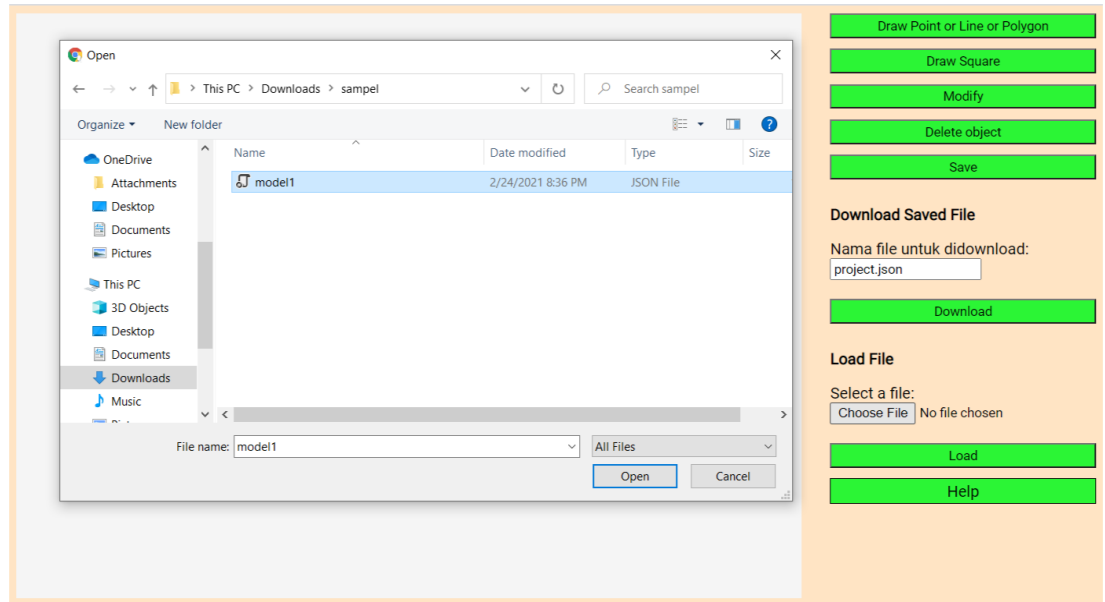 Open
This PC > Downloads > sampel
Search sampel
Organize
New folder
Name
Date modified
Type
Size
OneDrive
Attachments
Desktop
Documents
Pictures
This PC
3D Objects
Desktop
Documents
Downloads
Music
model1
2/24/2021 8:36 PM
JSON File
File name: model1
All Files
Open
Cancel
Draw Point or Line or Polygon
Draw Square
Modify
Delete object
Save
Download Saved File
Nama file untuk didownload:
project.json
Download
Load File
Select a file:
Choose File No file chosen
Load
Help